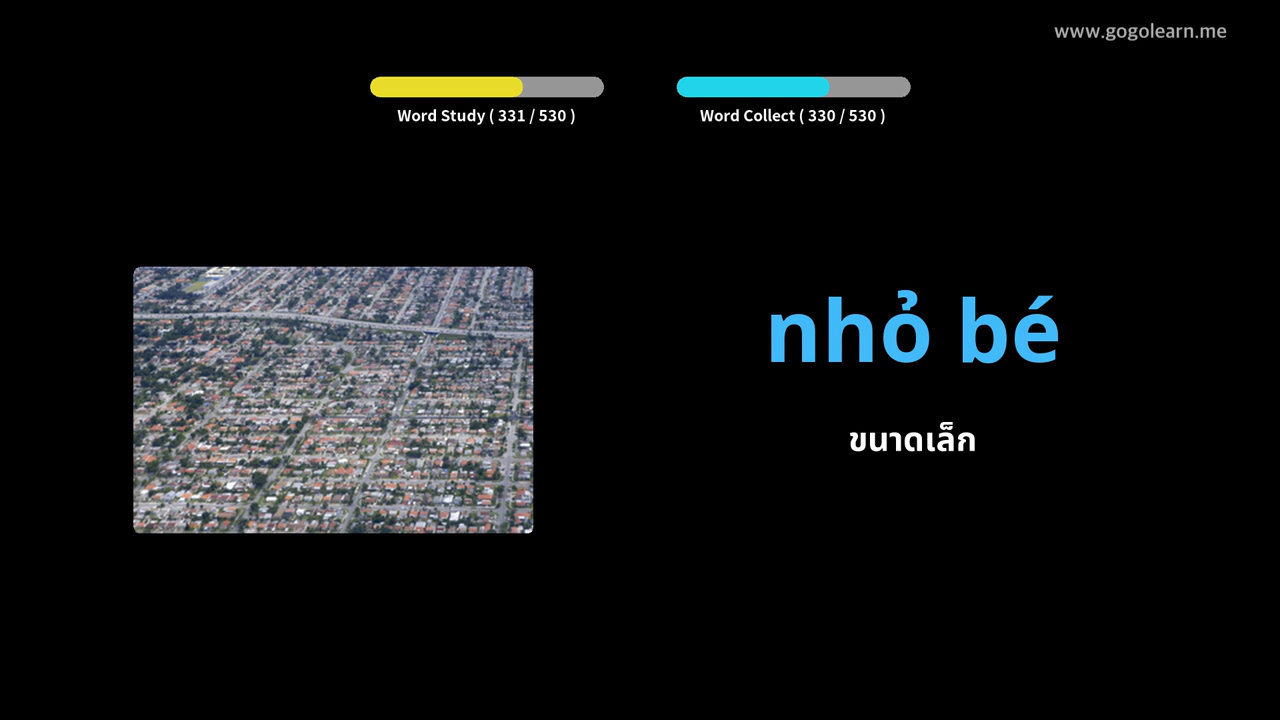 www.gogolearn.me
Word Study ( 331 / 530 )
Word Collect ( 330 / 530 )
nhỏ bé
ขนาดเล็ก